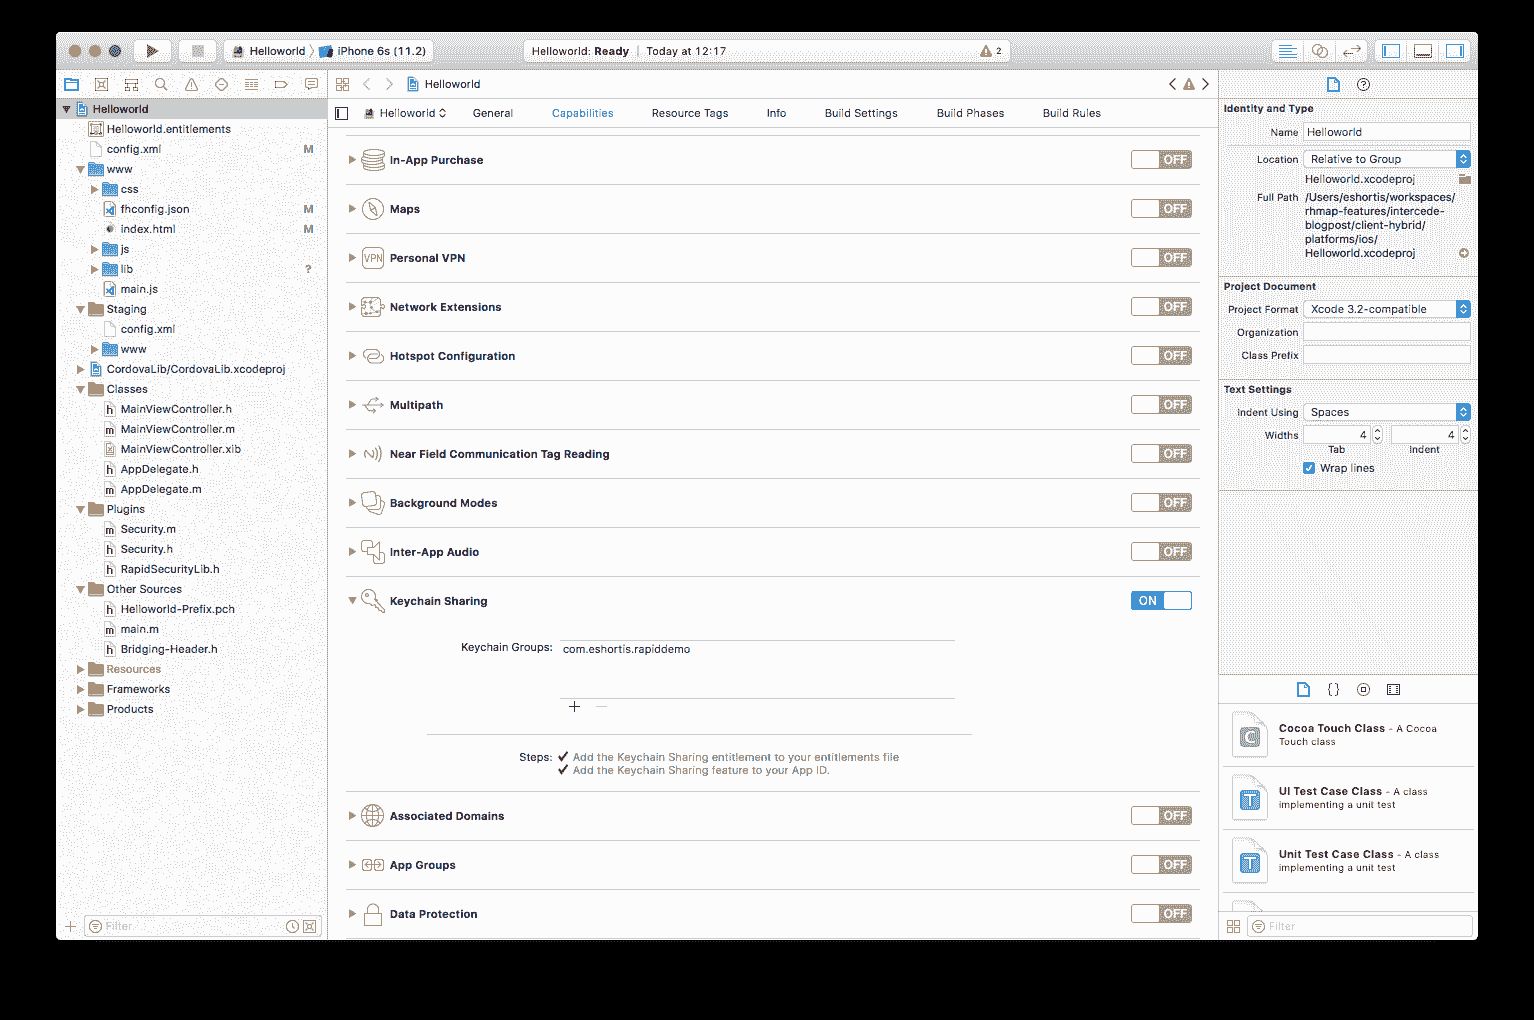 Helloworld iPhone 6s (11.2)
Helloworld: Ready Today at 12:17
2
Helloworld
Helloworld.entitlements
config.xml M
www
css
fhconfig.json M
index.html M
js
lib ?
main.js
Staging
config.xml
www
CordovaLib/CordovaLib.xcodeproj
Classes
MainViewController.h
MainViewController.m
MainViewController.xib
AppDelegate.h
AppDelegate.m
Plugins
Security.m
Security.h
RapidSecurityLib.h
Other Sources
Helloworld-Prefix.pch
main.m
Bridging-Header.h
Resources
Frameworks
Products
Filter
Helloworld
Helloworld General Capabilities Resource Tags Info Build Settings Build Phases Build Rules
In-App Purchase OFF
Maps OFF
VPN Personal VPN OFF
Network Extensions OFF
Hotspot Configuration OFF
Multipath OFF
Near Field Communication Tag Reading OFF
Background Modes OFF
Inter-App Audio OFF
Keychain Sharing ON
Keychain Groups: com.eshortis.rapiddemo
Steps: ✔ Add the Keychain Sharing entitlement to your entitlements file
✔ Add the Keychain Sharing feature to your App ID.
Associated Domains OFF
App Groups OFF
Data Protection OFF
Identity and Type
Name Helloworld
Location Relative to Group
Helloworld.xcodeproj
Full Path /Users/eshortis/workspaces/
rhmap-features/intercede-
blogpost/client-hybrid/
platforms/ios/
Helloworld.xcodeproj
Project Document
Project Format Xcode 3.2-compatible
Organization
Class Prefix
Text Settings
Indent Using Spaces
Widths 4 4
Tab Indent
Wrap lines
{}
C Cocoa Touch Class - A Cocoa
Touch class
T UI Test Case Class - A class
implementing a unit test
T Unit Test Case Class - A class
implementing a unit test
Filter